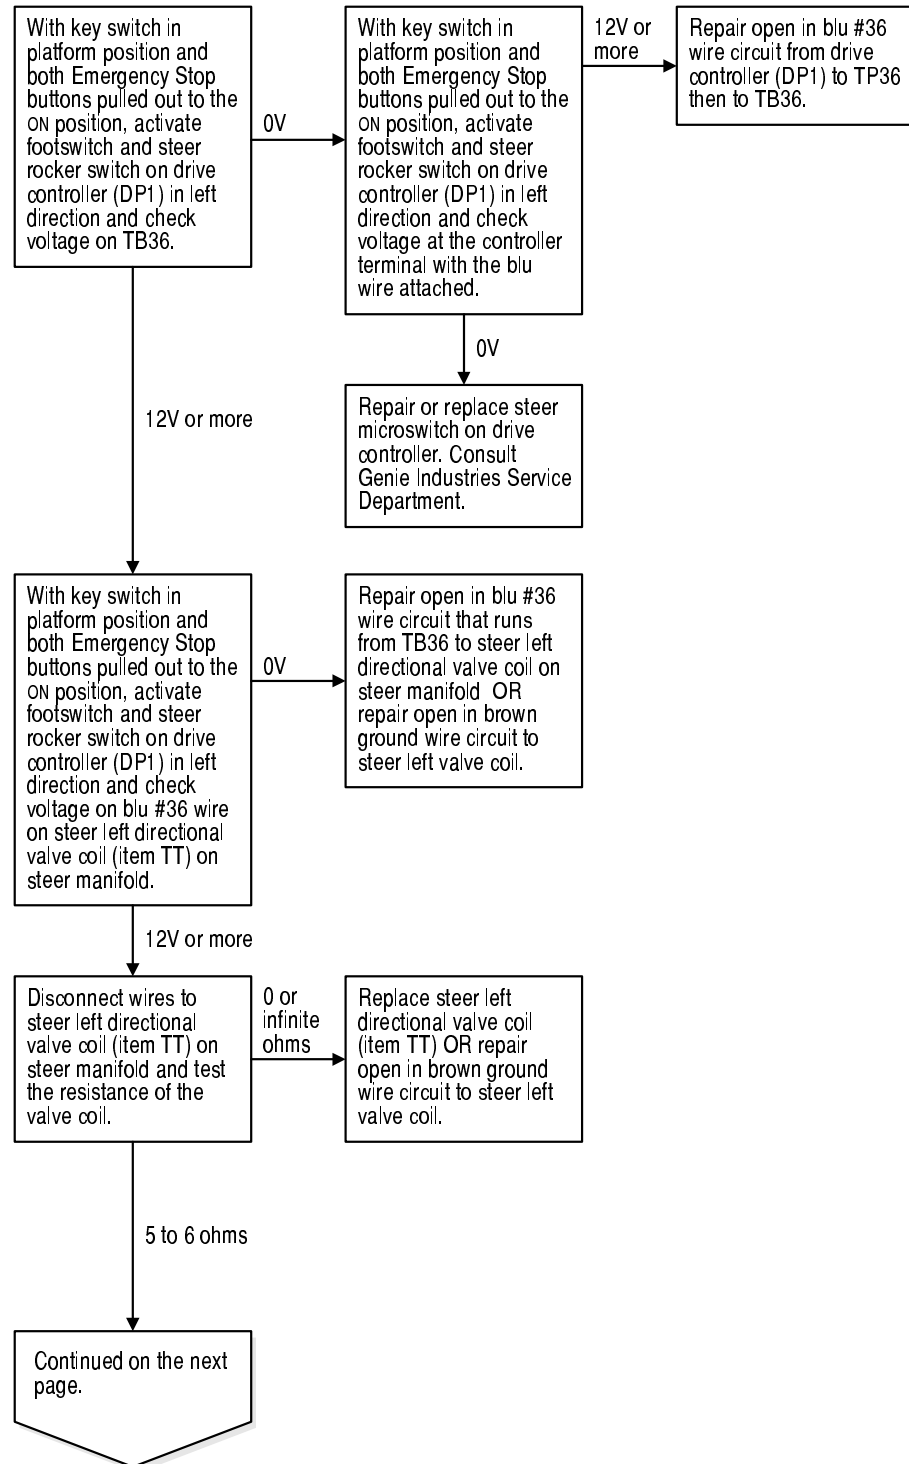 With key switch in
platform position and
both Emergency Stop
buttons pulled out to the
ON position, activate
footswitch and steer
rocker switch on drive
controller (DP1) in left
direction and check
voltage on TB36.
0V
With key switch in
platform position and
both Emergency Stop
buttons pulled out to the
ON position, activate
footswitch and steer
rocker switch on drive
controller (DP1) in left
direction and check
voltage at the controller
terminal with the blu
wire attached.
12V or
more
Repair open in blu #36
wire circuit from drive
controller (DP1) to TP36
then to TB36.
0V
Repair or replace steer
microswitch on drive
controller. Consult
Genie Industries Service
Department.
12V or more
With key switch in
platform position and
both Emergency Stop
buttons pulled out to the
ON position, activate
footswitch and steer
rocker switch on drive
controller (DP1) in left
direction and check
voltage on blu #36 wire
on steer left directional
valve coil (item TT) on
steer manifold.
0V
Repair open in blu #36
wire circuit that runs
from TB36 to steer left
directional valve coil on
steer manifold OR
repair open in brown
ground wire circuit to
steer left valve coil.
12V or more
Disconnect wires to
steer left directional
valve coil (item TT) on
steer manifold and test
the resistance of the
valve coil.
0 or
infinite
ohms
Replace steer left
directional valve coil
(item TT) OR repair
open in brown ground
wire circuit to steer left
valve coil.
5 to 6 ohms
Continued on the next
page.